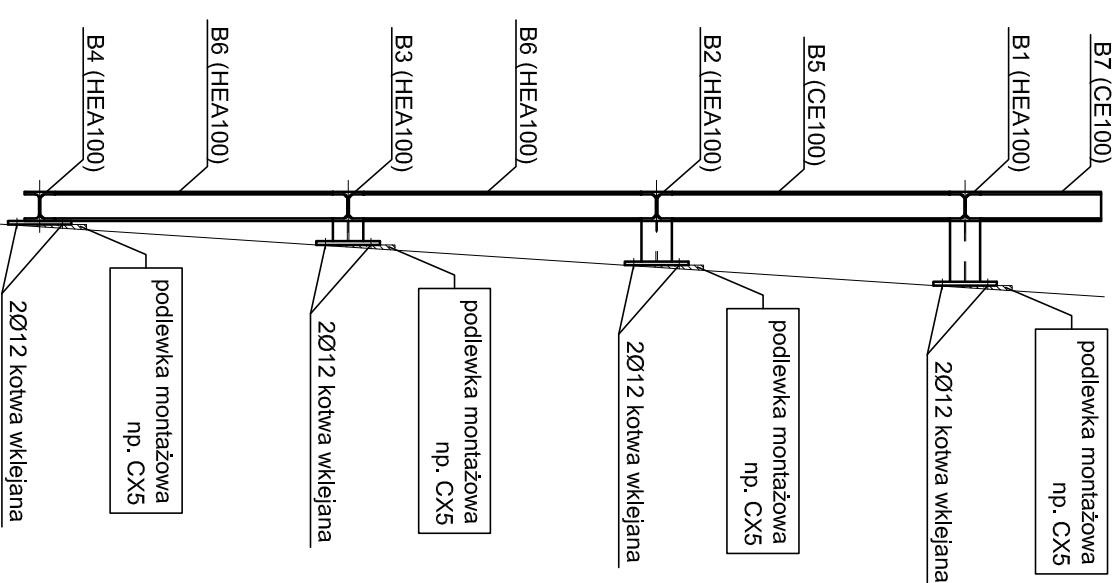 B4 (HEA100)
B6 (HEA100)
B3 (HEA100)
B6 (HEA100)
B2 (HEA100)
B5 (CE100)
B1 (HEA100)
B7 (CE100)
podlewka montażowa
np. CX5
podlewka montażowa
np. CX5
podlewka montażowa
np. CX5
podlewka montażowa
np. CX5
2Ø12 kotwa wklejana
2Ø12 kotwa wklejana
2Ø12 kotwa wklejana
2Ø12 kotwa wklejana